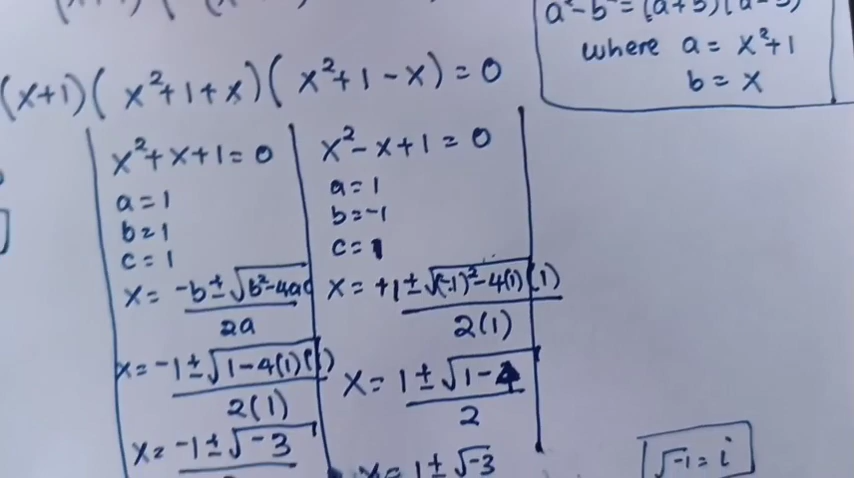 a²-b²=(a+b)(a-b)
where a = x²+1
b = x
(x+1)(x²+1+x)(x²+1-x)=0
x²+x+1=0
a=1
b=1
c=1
x= -b±√b²-4ac
2a
x= -1±√1-4(1)(1)
2(1)
x= -1±√-3
x²-x+1=0
a=1
b=-1
c=1
x= +1±√(-1)²-4(1)(1)
2(1)
x= 1±√1-4
2
x= 1±√-3
√-1=i